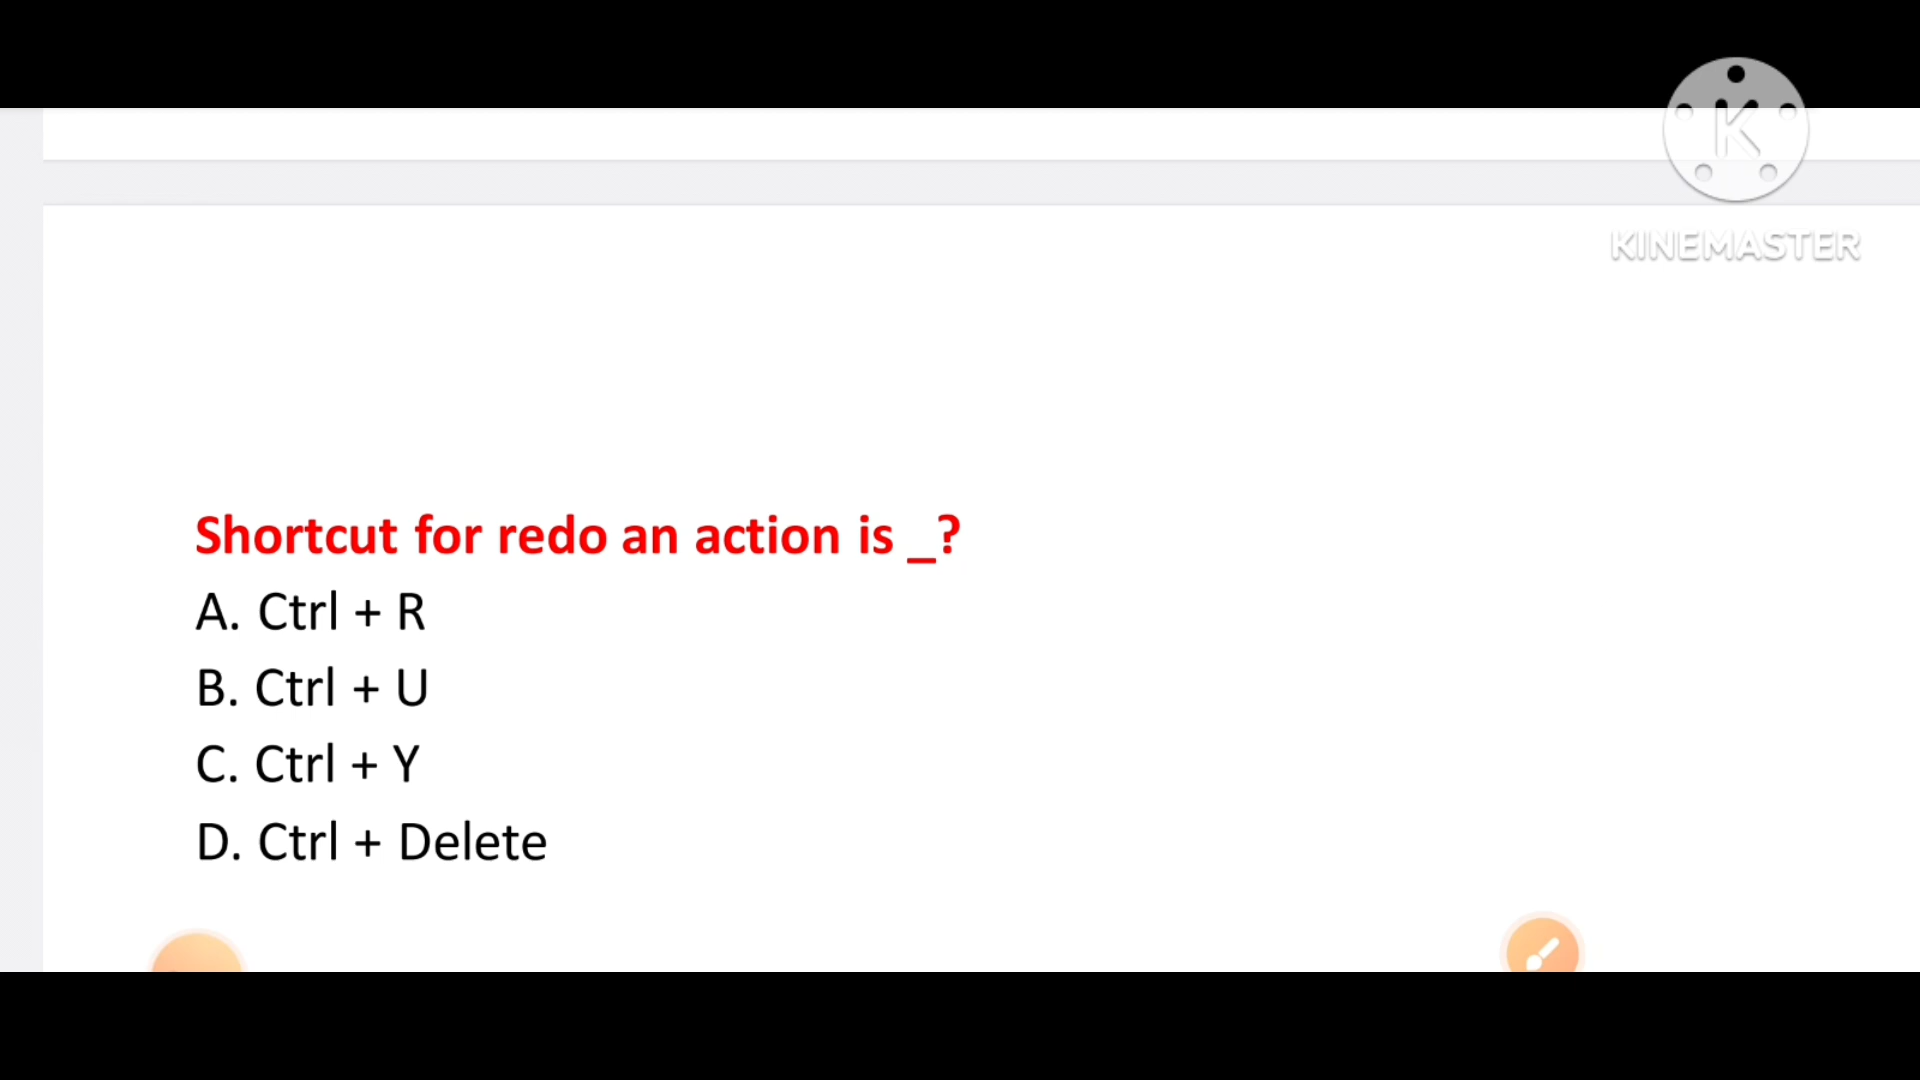 K
KINEMASTER
Shortcut for redo an action is _?
A. Ctrl + R
B. Ctrl + U
C. Ctrl + Y
D. Ctrl + Delete